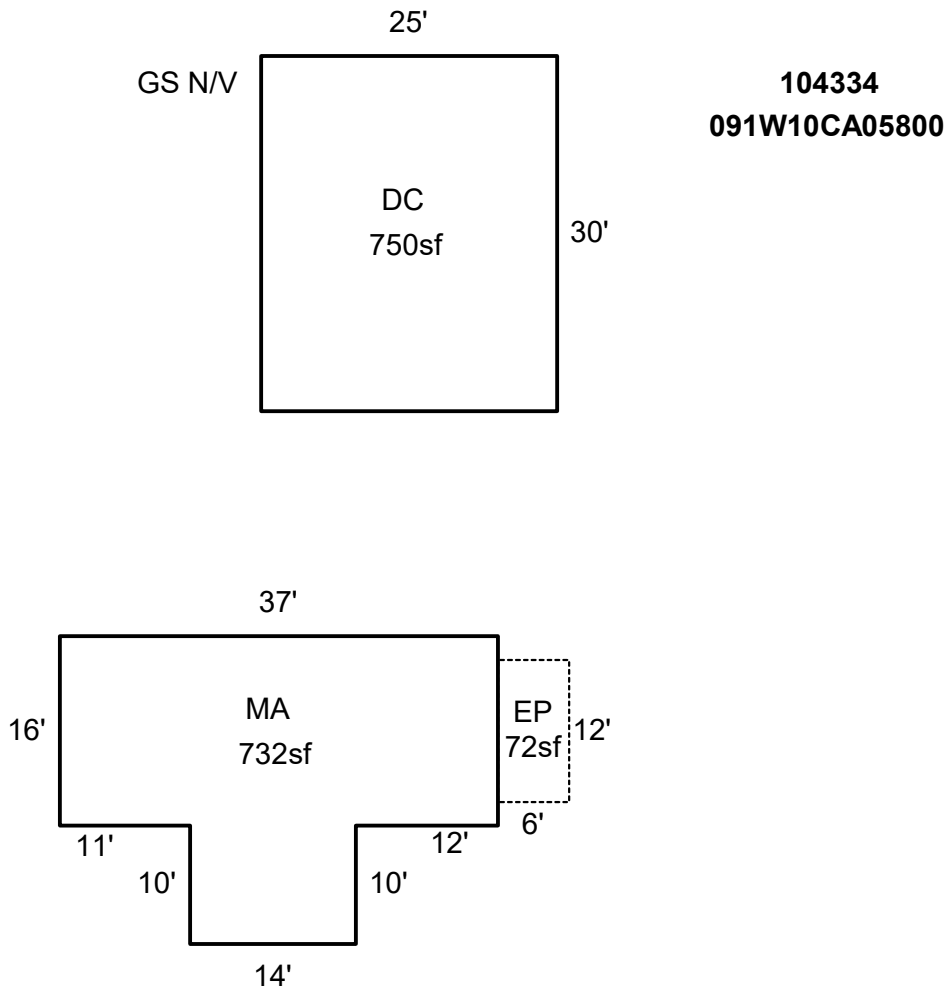 25'
GS N/V
104334
091W10CA05800
DC
750sf
30'
37'
MA
732sf
16'
EP
72sf
12'
6'
11'
12'
10'
10'
14'